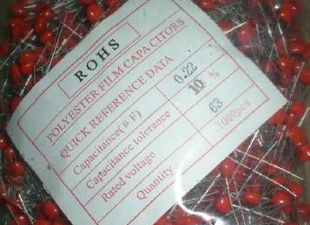 ROHS
POLYESTER FILM CAPACITORS
QUICK REFERENCE DATA
Capacitance(μF) 0.22
Capacitance tolerance 10 %
Rated voltage 63
Quantity 1000pcs